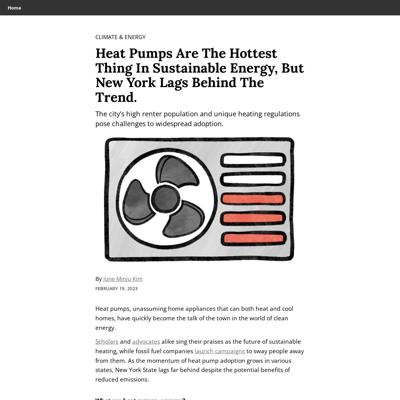 Home
CLIMATE & ENERGY
Heat Pumps Are The Hottest
Thing In Sustainable Energy, But
New York Lags Behind The
Trend.
The city's high renter population and unique heating regulations
pose challenges to widespread adoption.
By June Minju Kim
FEBRUARY 19, 2023
Heat pumps, unassuming home appliances that can both heat and cool
homes, have quickly become the talk of the town in the world of clean
energy.
Scholars and advocates alike sing their praises as the future of sustainable
heating, while fossil fuel companies launch campaigns to sway people away
from them. As the momentum of heat pump adoption grows in various
states, New York State lags far behind despite the potential benefits of
reduced emissions.